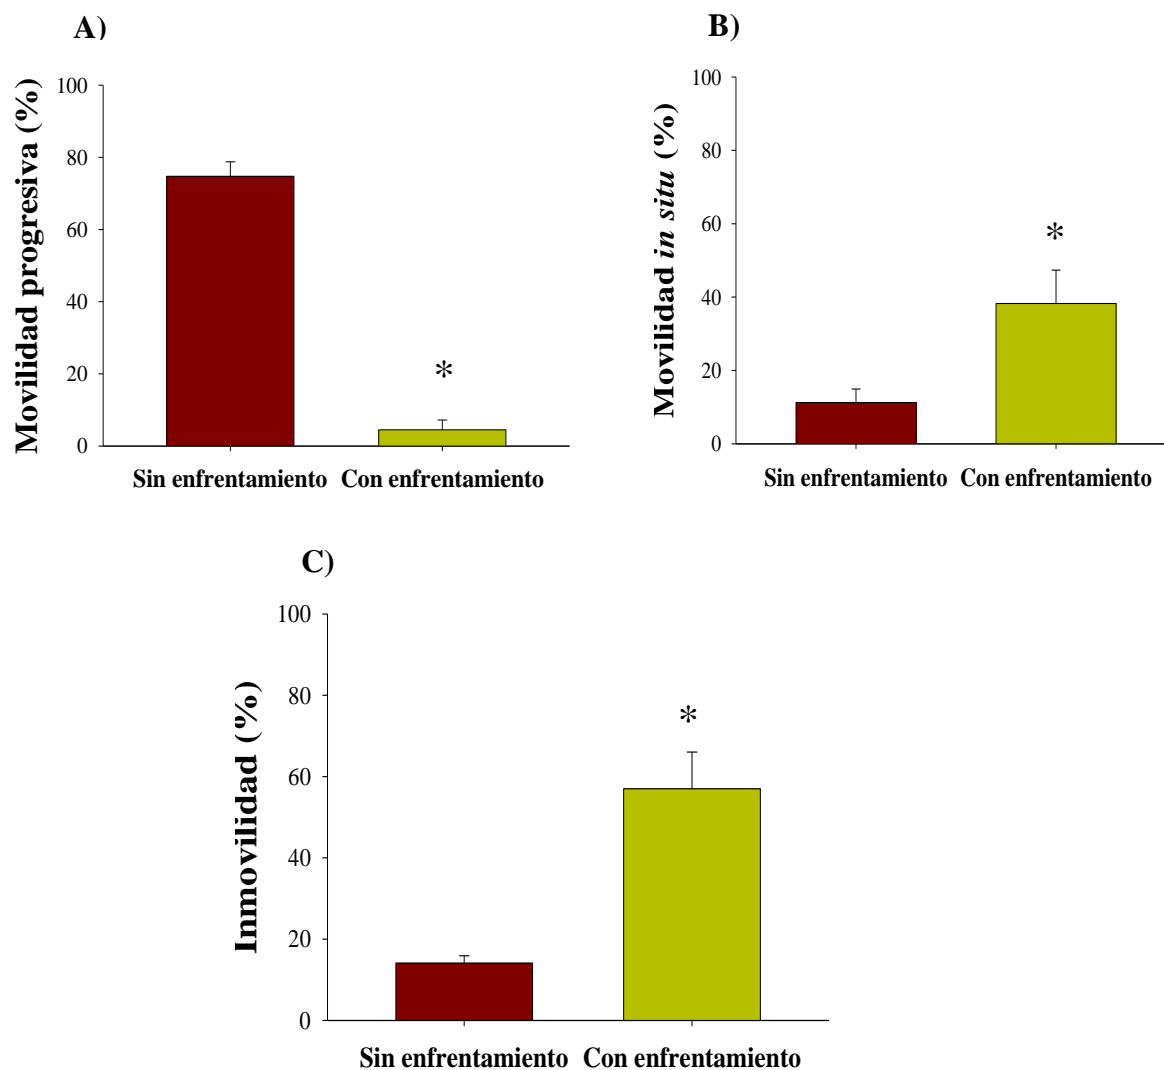 A)
Movilidad progresiva (%)
100
80
60
40
20
0
*
Sin enfrentamiento Con enfrentamiento
B)
Movilidad in situ (%)
100
80
60
40
20
0
*
Sin enfrentamiento Con enfrentamiento
C)
Inmovilidad (%)
100
80
60
40
20
0
*
Sin enfrentamiento Con enfrentamiento